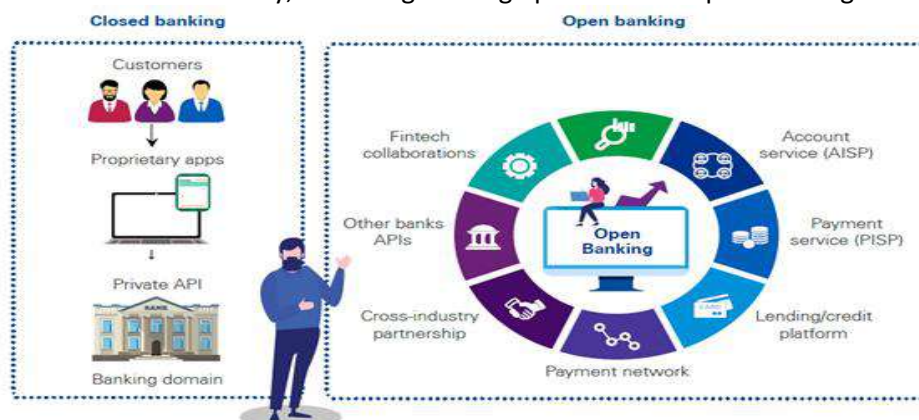 Closed banking
Customers
Proprietary apps
Private API
BANK
Banking domain
Open banking
Fintech
collaborations
Account
service (AISP)
Other banks
APIs
Open
Banking
Payment
service (PISP)
Cross-industry
partnership
Lending/credit
platform
Payment network